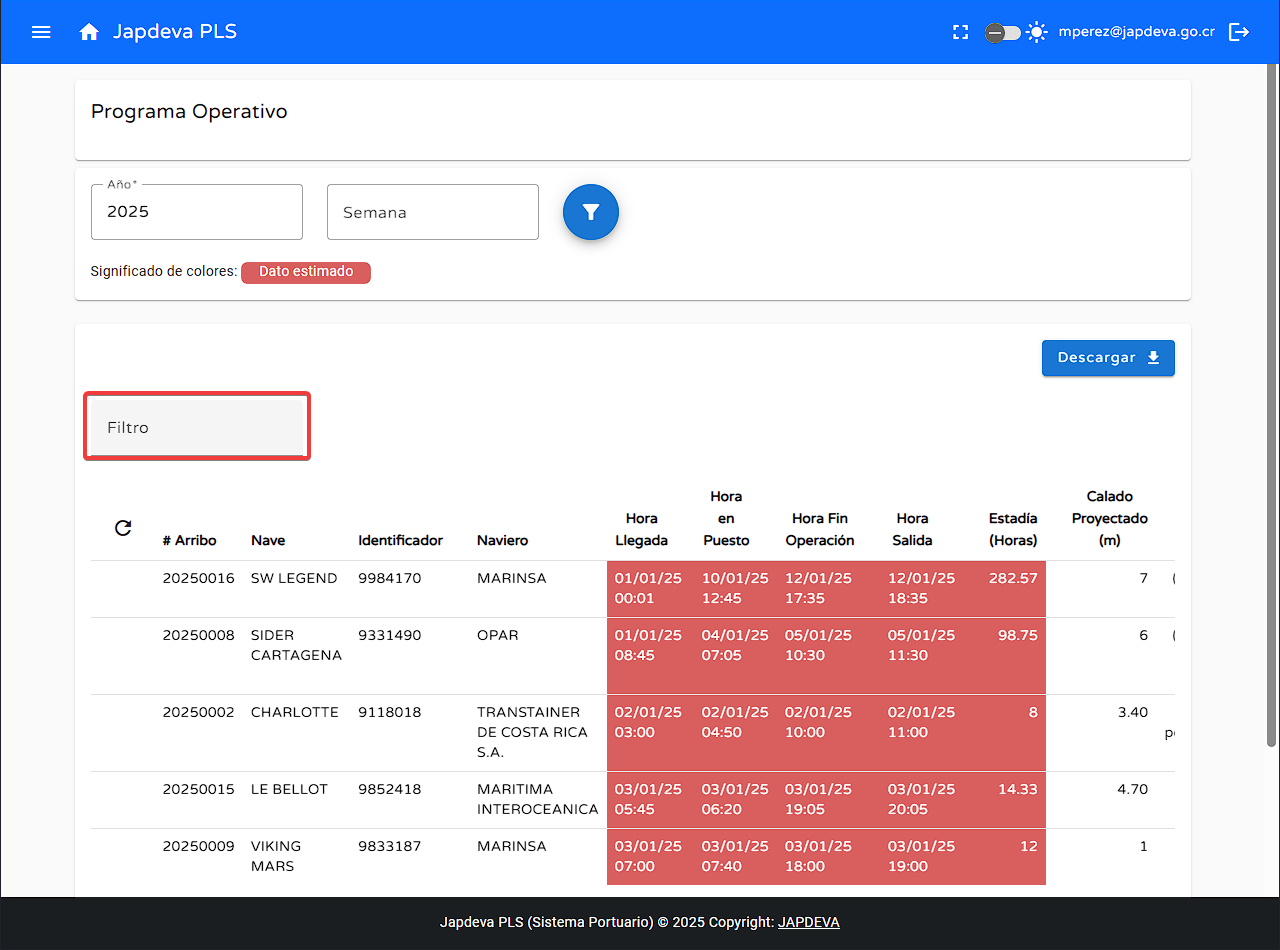 Japdeva PLS
mperez@japdeva.go.cr
Programa Operativo
Año*
2025
Semana
Significado de colores: Dato estimado
Descargar
Filtro
# Arribo Nave Identificador Naviero Hora Llegada Hora en Puesto Hora Fin Operación Hora Salida Estadía (Horas) Calado Proyectado (m)
20250016 SW LEGEND 9984170 MARINSA 01/01/25 10/01/25 12/01/25 12/01/25 282.57 7 (
00:01 12:45 17:35 18:35
20250008 SIDER 9331490 OPAR 01/01/25 04/01/25 05/01/25 05/01/25 98.75 6 (
CARTAGENA 08:45 07:05 10:30 11:30
20250002 CHARLOTTE 9118018 TRANSTAINER 02/01/25 02/01/25 02/01/25 02/01/25 8 3.40
DE COSTA RICA 03:00 04:50 10:00 11:00
S.A.
20250015 LE BELLOT 9852418 MARITIMA 03/01/25 03/01/25 03/01/25 03/01/25 14.33 4.70
INTEROCEANICA 05:45 06:20 19:05 20:05
20250009 VIKING 9833187 MARINSA 03/01/25 03/01/25 03/01/25 03/01/25 12 1
MARS 07:00 07:40 18:00 19:00
Japdeva PLS (Sistema Portuario) © 2025 Copyright: JAPDEVA